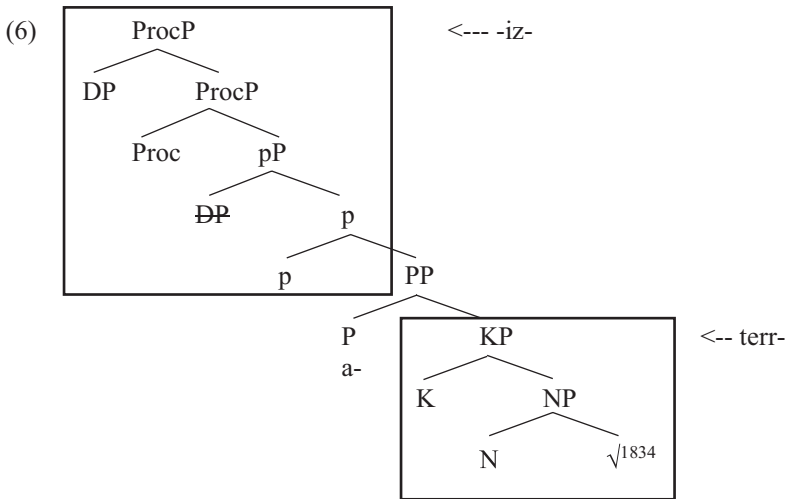 (6) ProcP <--- -iz-
DP ProcP
Proc pP
DP p
p PP
P KP <-- terr-
a-
K NP
N √1834